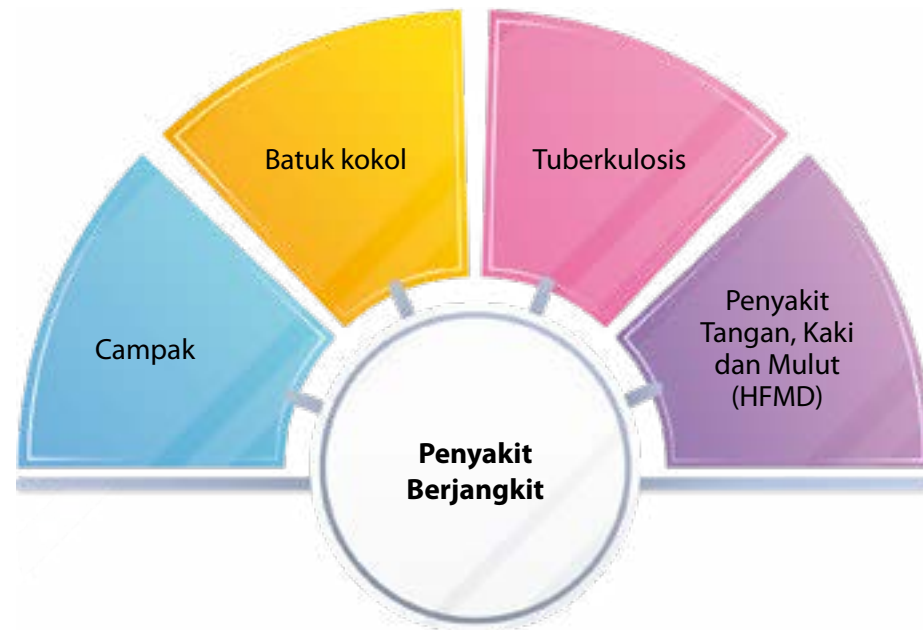 Batuk kokol
Tuberkulosis
Campak
Penyakit
Tangan, Kaki
dan Mulut
(HFMD)
Penyakit
Berjangkit